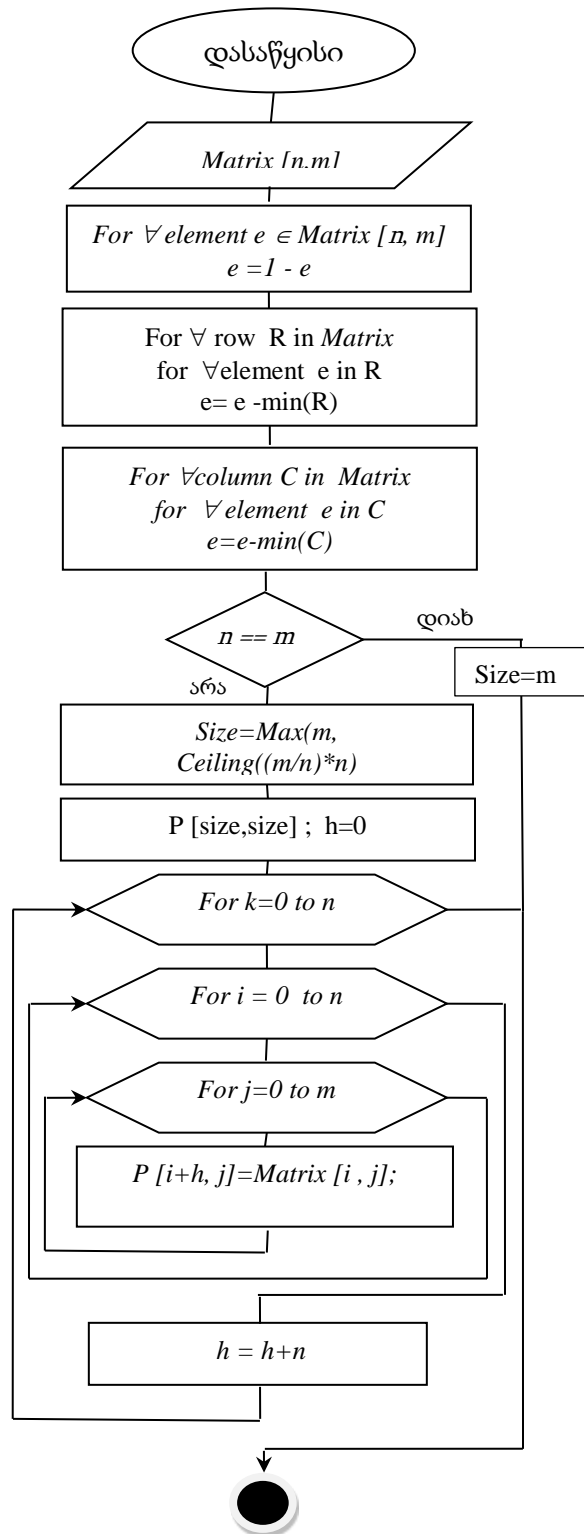 დასაწყისი
Matrix [n,m]
For ∀ element e ∈ Matrix [n, m]
e =1 - e
For ∀ row R in Matrix
for ∀element e in R
e= e -min(R)
For ∀column C in Matrix
for ∀ element e in C
e=e-min(C)
n == m
დიახ
Size=m
არა
Size=Max(m,
Ceiling((m/n)*n)
P [size,size] ; h=0
For k=0 to n
For i = 0 to n
For j=0 to m
P [i+h, j]=Matrix [i , j];
h = h+n